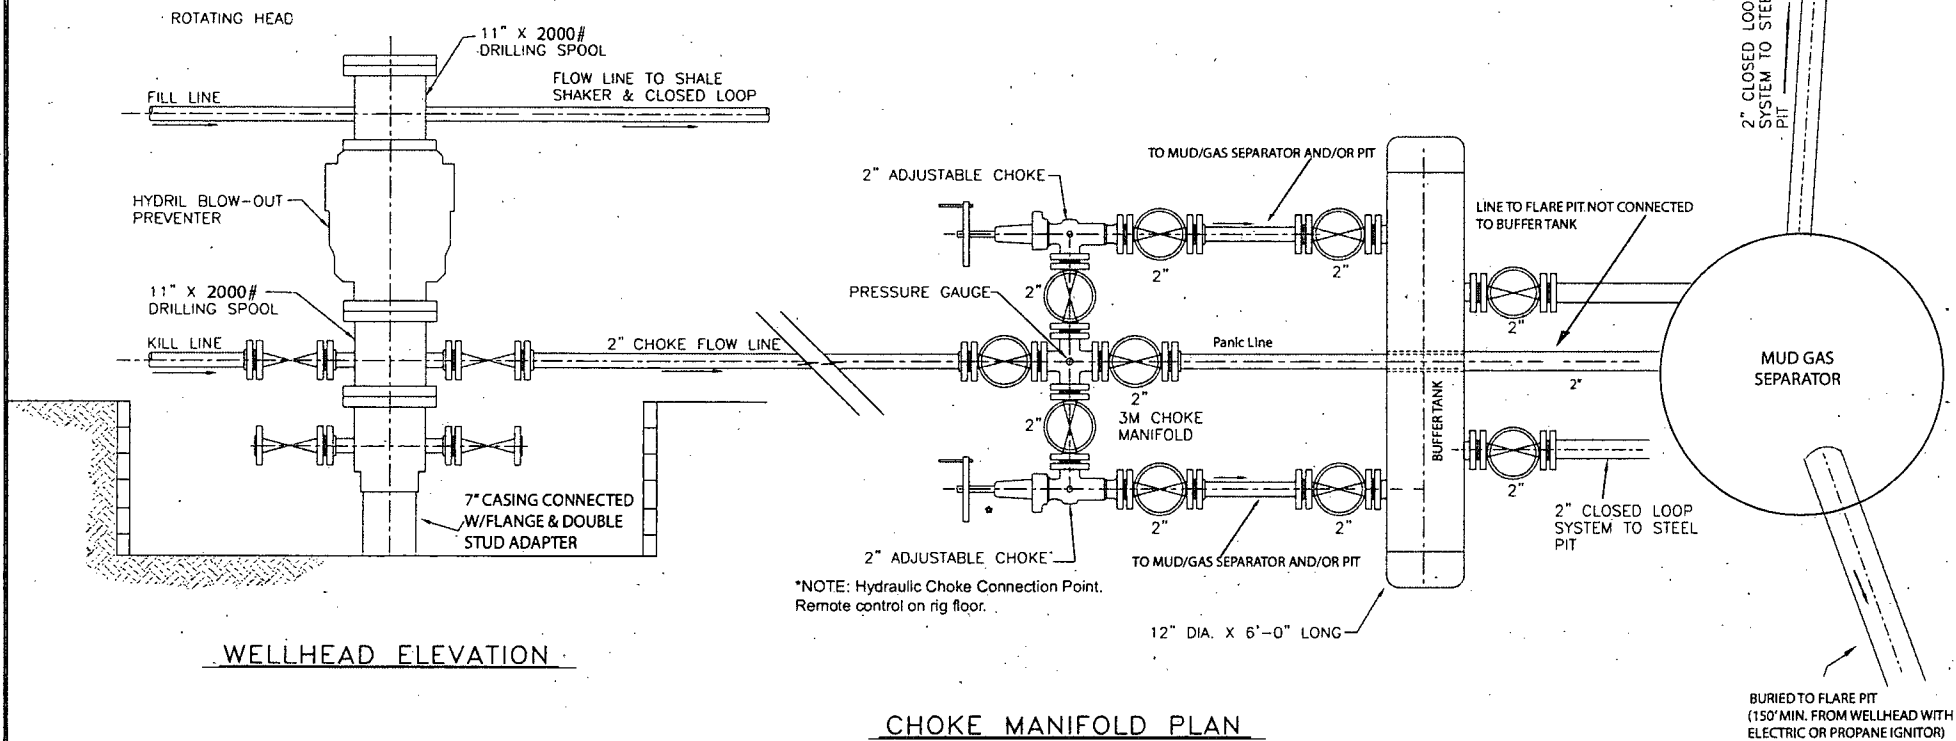 ROTATING HEAD
11" X 2000#
DRILLING SPOOL
FILL LINE
FLOW LINE TO SHALE
SHAKER & CLOSED LOOP
HYDRIL BLOW-OUT
PREVENTER
11" X 2000#
DRILLING SPOOL
KILL LINE
2" CHOKE FLOW LINE
7" CASING CONNECTED
W/FLANGE & DOUBLE
STUD ADAPTER
WELLHEAD ELEVATION
2" ADJUSTABLE CHOKE
TO MUD/GAS SEPARATOR AND/OR PIT
2"
2"
2"
PRESSURE GAUGE
Panic Line
2"
2"
3M CHOKE
MANIFOLD
BUFFER TANK
2"
2"
2" ADJUSTABLE CHOKE
*
TO MUD/GAS SEPARATOR AND/OR PIT
*NOTE: Hydraulic Choke Connection Point.
Remote control on rig floor.
12" DIA. X 6'-0" LONG
LINE TO FLARE PIT NOT CONNECTED
TO BUFFER TANK
2"
2"
2"
2" CLOSED LOOP
SYSTEM TO STEEL
PIT
2" CLOSED LOOP
SYSTEM TO STEEL
PIT
MUD GAS
SEPARATOR
BURIED TO FLARE PIT
(150' MIN. FROM WELLHEAD WITH
ELECTRIC OR PROPANE IGNITOR)
CHOKE MANIFOLD PLAN